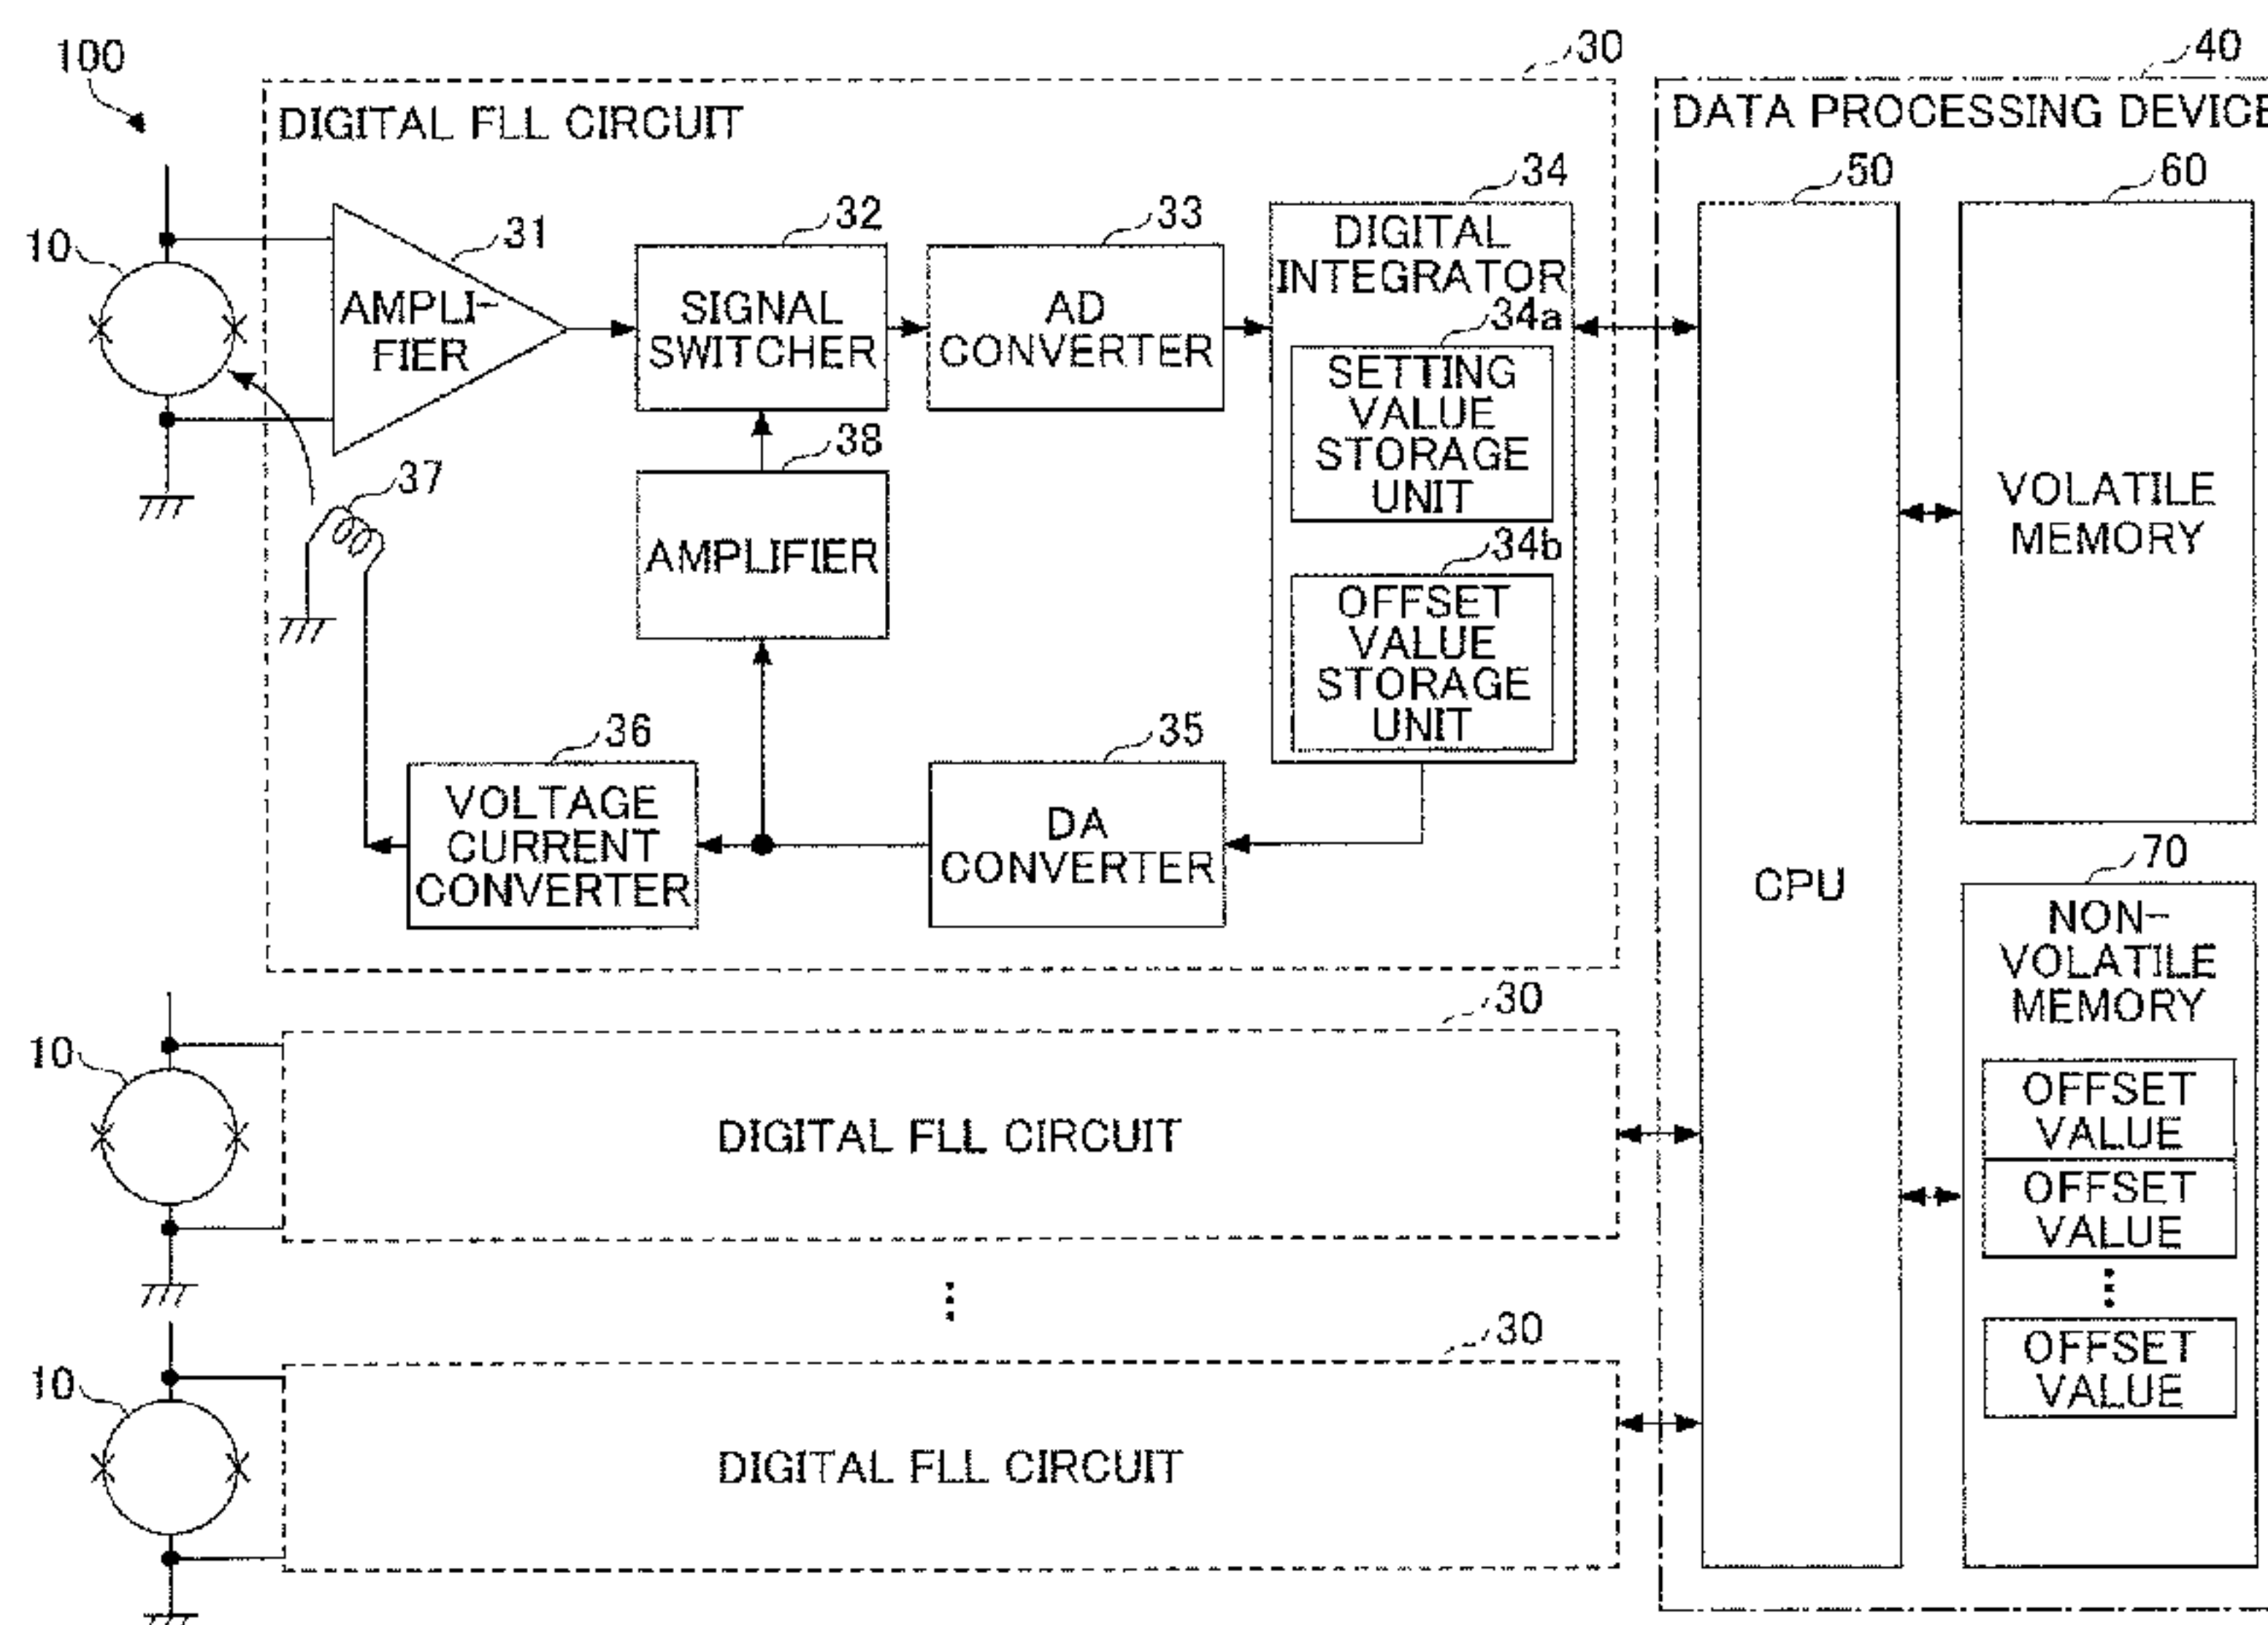 100
30
40
DIGITAL FLL CIRCUIT
DATA PROCESSING DEVICE
10
31
AMPLI-
FIER
32
SIGNAL
SWITCHER
33
AD
CONVERTER
34
DIGITAL
INTEGRATOR
34a
SETTING
VALUE
STORAGE
UNIT
34b
OFFSET
VALUE
STORAGE
UNIT
50
CPU
60
VOLATILE
MEMORY
37
38
AMPLIFIER
36
VOLTAGE
CURRENT
CONVERTER
35
DA
CONVERTER
70
NON-
VOLATILE
MEMORY
OFFSET
VALUE
OFFSET
VALUE
OFFSET
VALUE
10
30
DIGITAL FLL CIRCUIT
10
30
DIGITAL FLL CIRCUIT